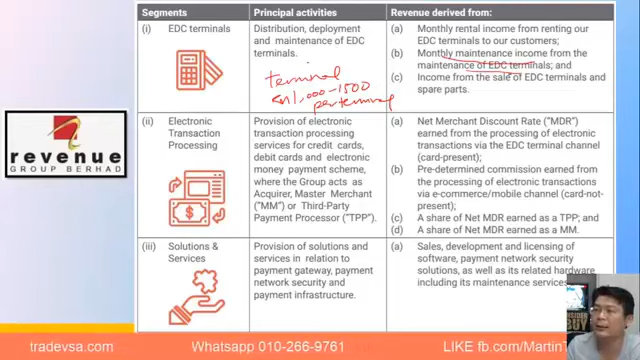 Segments
Principal activities
Revenue derived from:
(i) EDC terminals
Distribution, deployment
and maintenance of EDC
terminals.
(a) Monthly rental income from renting our
EDC terminals to our customers;
(b) Monthly maintenance income from the
maintenance of EDC terminals; and
(c) Income from the sale of EDC terminals and
spare parts.
terminal
1,000-1500
per terminal
revenue
GROUP BERHAD
(ii) Electronic
Transaction
Processing
Provision of electronic
transaction processing
services for credit cards,
debit cards and electronic
money payment scheme,
where the Group acts as
Acquirer, Master Merchant
("MM") or Third-Party
Payment Processor ("TPP").
(a) Net Merchant Discount Rate ("MDR")
earned from the processing of electronic
transactions via the EDC terminal channel
(card-present);
(b) Pre-determined commission earned
from the processing of electronic
transactions via e-commerce/mobile
channel (card-not-
present);
(c) A share of Net MDR earned as a TPP; and
(d) A share of Net MDR earned as a MM.
(iii) Solutions &
Services
Provision of solutions and
services in relation to
payment gateway, payment
network security and
payment infrastructure.
(a) Sales, development and licensing of
software, payment network security
solutions, as well as its related hardware
including its maintenance services
BUY
tradevsa.com
Whatsapp 010-266-9761
LIKE fb.com/Martin